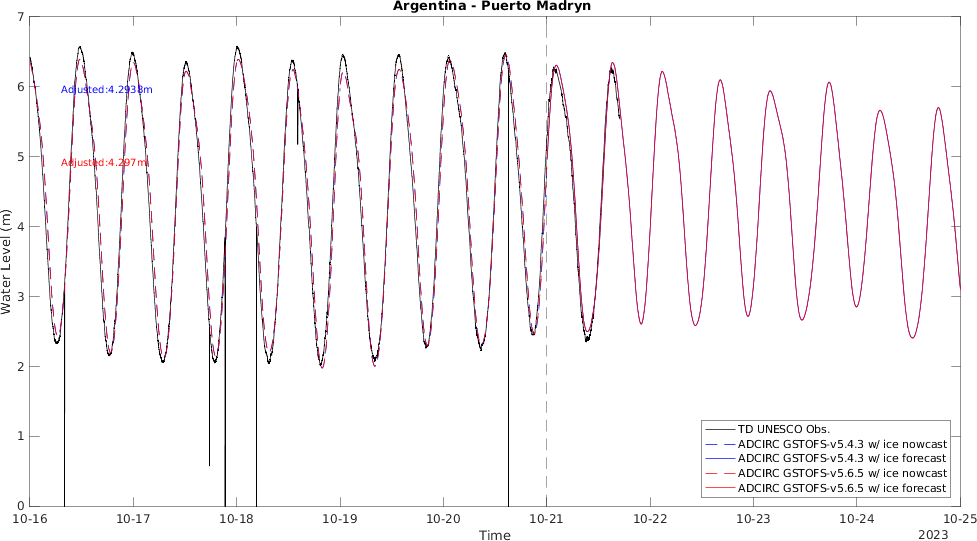 Argentina - Puerto Madryn
7
6
5
4
3
2
1
0
Water Level (m)
Adjusted:4.2938m
Adjusted:4.297m
TD UNESCO Obs.
ADCIRC GSTOFS-v5.4.3 w/ ice nowcast
ADCIRC GSTOFS-v5.4.3 w/ ice forecast
ADCIRC GSTOFS-v5.6.5 w/ ice nowcast
ADCIRC GSTOFS-v5.6.5 w/ ice forecast
10-16 10-17 10-18 10-19 10-20 10-21 10-22 10-23 10-24 10-25
Time
2023